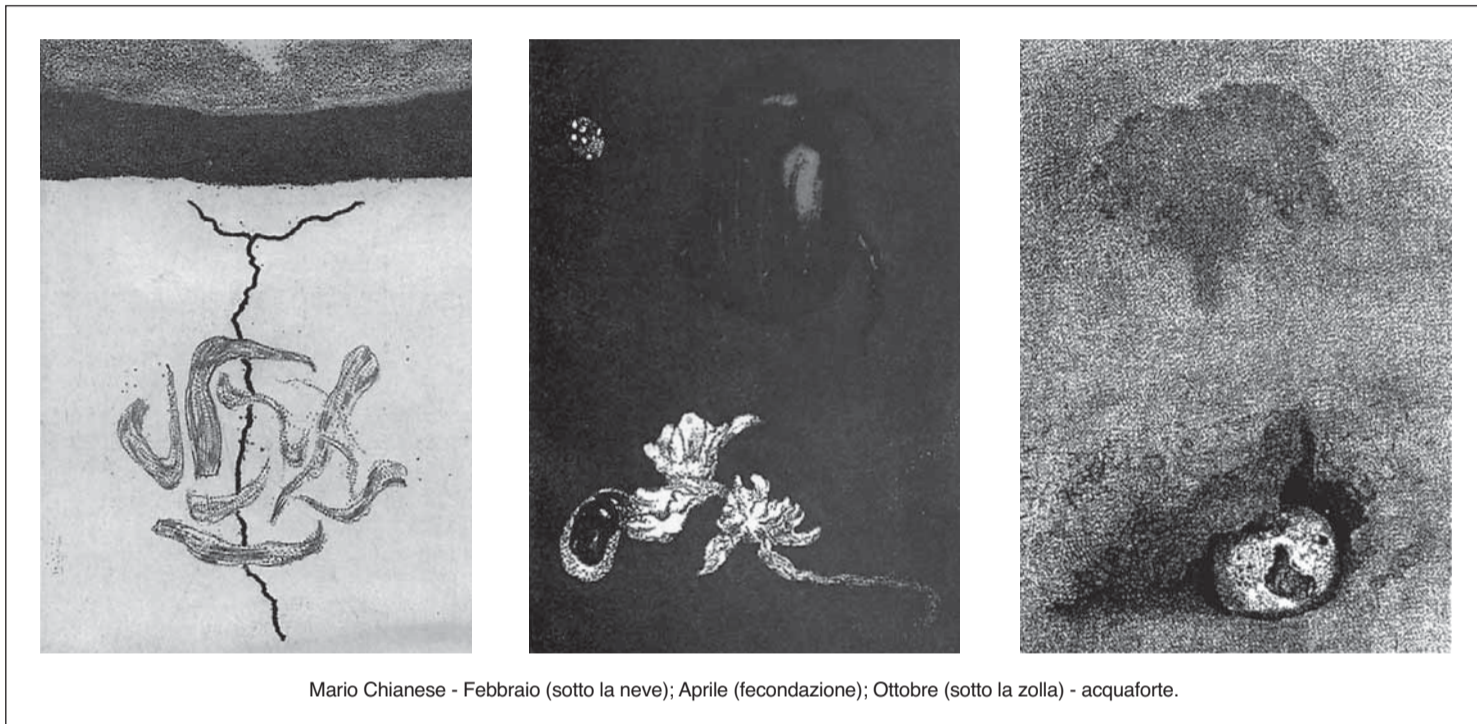 Mario Chianese - Febbraio (sotto la neve); Aprile (fecondazione); Ottobre (sotto la zolla) - acquaforte.